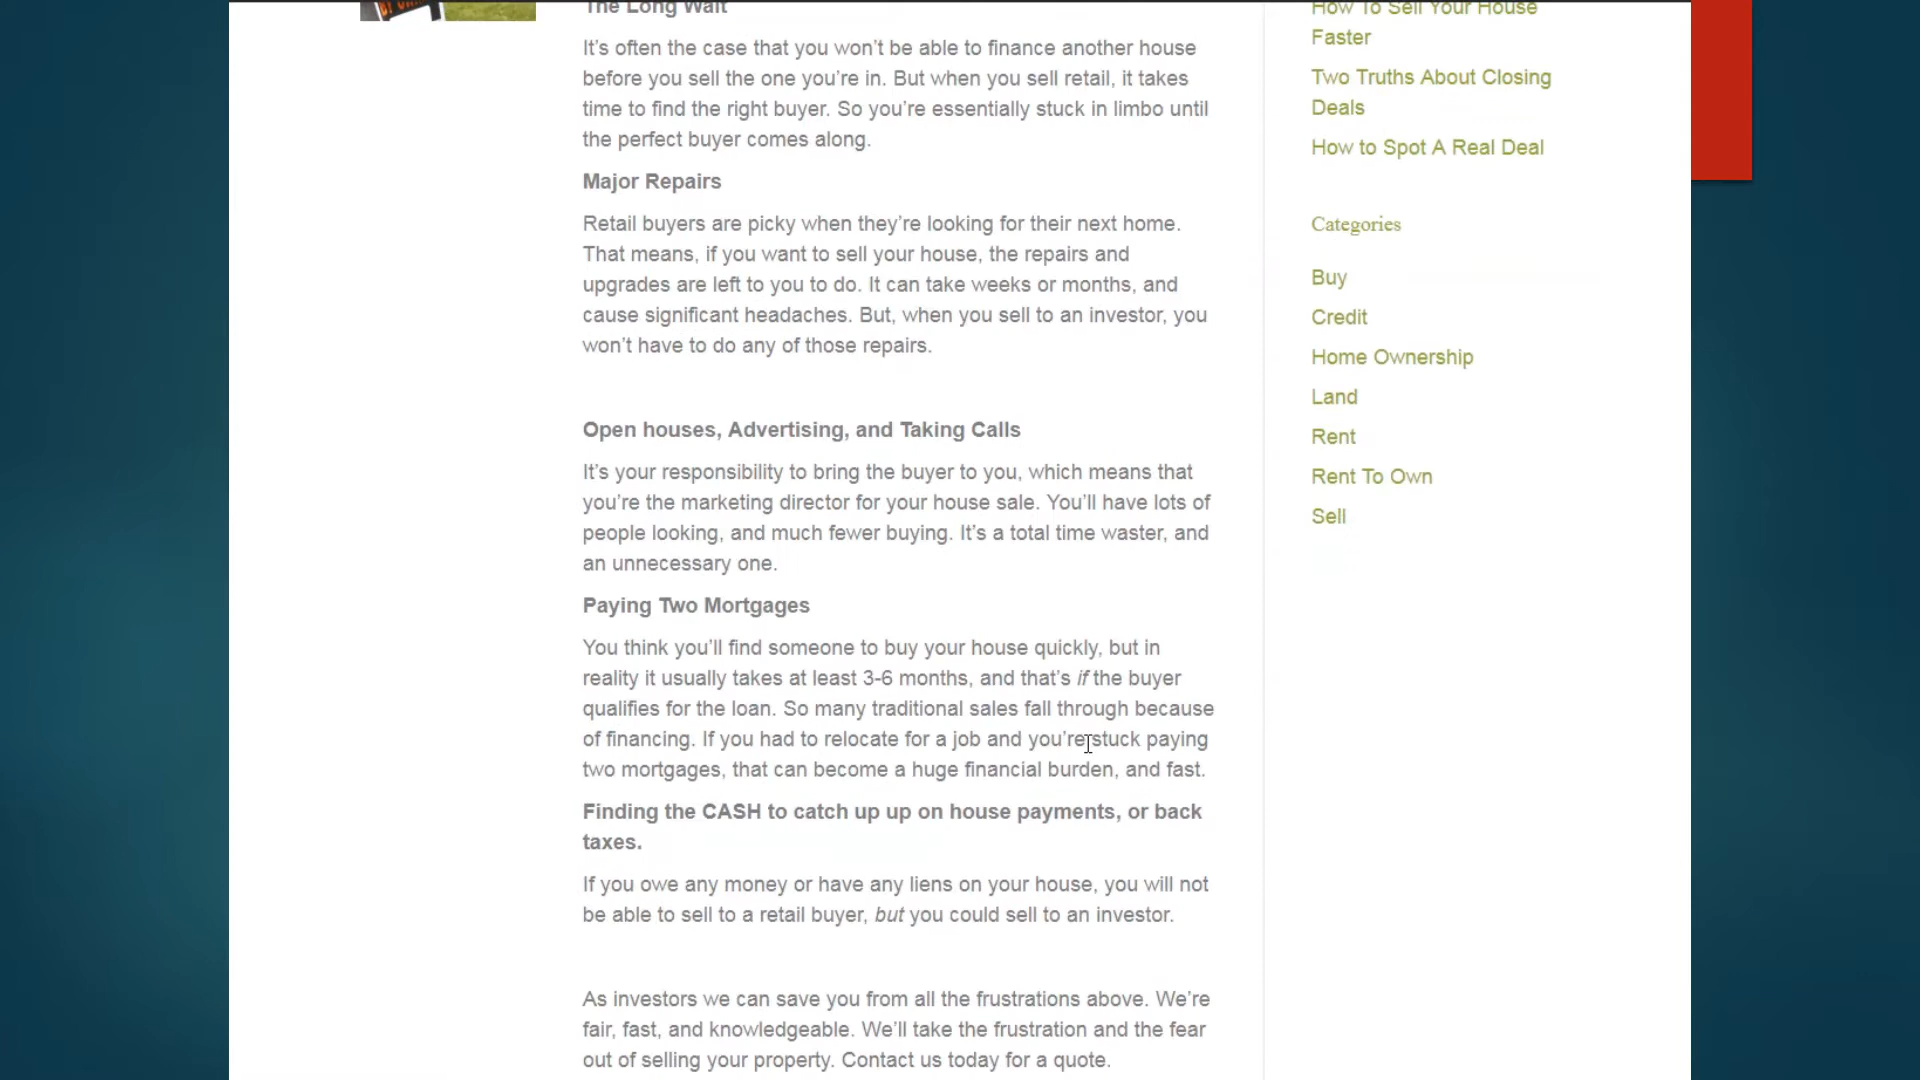 The Long Wait
It’s often the case that you won’t be able to finance another house
before you sell the one you’re in. But when you sell retail, it takes
time to find the right buyer. So you’re essentially stuck in limbo until
the perfect buyer comes along.
Major Repairs
Retail buyers are picky when they’re looking for their next home.
That means, if you want to sell your house, the repairs and
upgrades are left to you to do. It can take weeks or months, and
cause significant headaches. But, when you sell to an investor, you
won’t have to do any of those repairs.
Open houses, Advertising, and Taking Calls
It’s your responsibility to bring the buyer to you, which means that
you’re the marketing director for your house sale. You’ll have lots of
people looking, and much fewer buying. It’s a total time waster, and
an unnecessary one.
Paying Two Mortgages
You think you’ll find someone to buy your house quickly, but in
reality it usually takes at least 3-6 months, and that’s if the buyer
qualifies for the loan. So many traditional sales fall through because
of financing. If you had to relocate for a job and you’re stuck paying
two mortgages, that can become a huge financial burden, and fast.
Finding the CASH to catch up up on house payments, or back
taxes.
If you owe any money or have any liens on your house, you will not
be able to sell to a retail buyer, but you could sell to an investor.
As investors we can save you from all the frustrations above. We’re
fair, fast, and knowledgeable. We’ll take the frustration and the fear
out of selling your property. Contact us today for a quote.
How To Sell Your House
Faster
Two Truths About Closing
Deals
How to Spot A Real Deal
Categories
Buy
Credit
Home Ownership
Land
Rent
Rent To Own
Sell